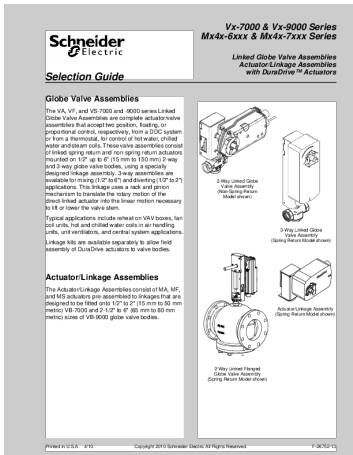 Vx-7000 & Vx-9000 Series
Mx4x-6xxx & Mx4x-7xxx Series
Schneider
Electric
Linked Globe Valve Assemblies
Actuator/Linkage Assemblies
with DuraDrive™ Actuators
Selection Guide
Globe Valve Assemblies
The VA, VF, and VS-7000 and -9000 series Linked
Globe Valve Assemblies are complete actuator/valve
assemblies that accept two position, floating, or
proportional control, respectively, from a DDC system
or from a thermostat, for control of hot water, chilled
water and steam coils. These valve assemblies consist
of linked spring return and non-spring return actuators
mounted on 1/2" up to 6" (15 mm to 150 mm) 2-way
and 3-way globe valve bodies, using a specially
designed linkage assembly. 3-way assemblies are
available for mixing (1/2" to 6") and diverting (1/2" to 2")
applications. This linkage uses a rack and pinion
mechanism to translate the rotary motion of the
direct-linked actuator into the linear motion necessary
to lift or lower the valve stem.
Typical applications include reheat on VAV boxes, fan
coil units, hot and chilled water coils in air handling
units, unit ventilators, and central system applications.
Linkage kits are available separately to allow field
assembly of DuraDrive actuators to valve bodies.
Actuator/Linkage Assemblies
The Actuator/Linkage Assemblies consist of MA, MF,
and MS actuators pre-assembled to linkages that are
designed to be fitted onto 1/2" to 2" (15 mm to 50 mm
metric) VB-7000 and 2-1/2" to 6" (65 mm to 80 mm
metric) sizes of VB-9000 globe valve bodies.
2-Way Linked Globe
Valve Assembly
(Non-Spring Return
Model shown)
3-Way Linked Globe
Valve Assembly
(Spring Return Model shown)
Actuator/Linkage Assembly
(Spring Return Model shown)
2-Way Linked Flanged
Globe Valve Assembly
(Spring Return Model shown)
Printed in U.S.A. 4/10 Copyright 2010 Schneider Electric All Rights Reserved. F-26752-13